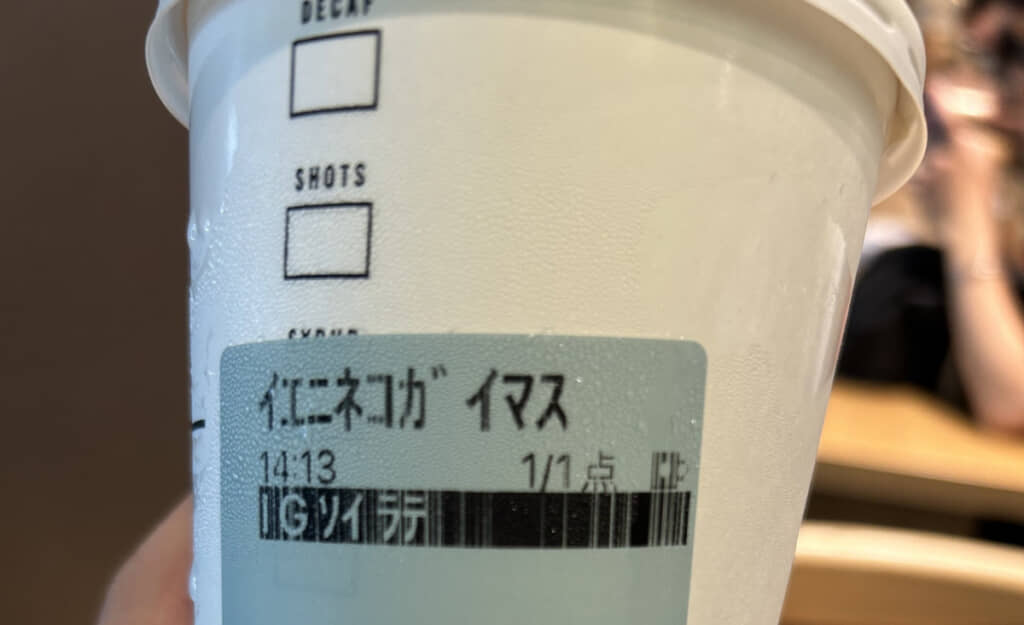 DECAF
SHOTS
SYRUP
イエニネコガ イマス
14:13 1/1点
I G ソイ ラテ